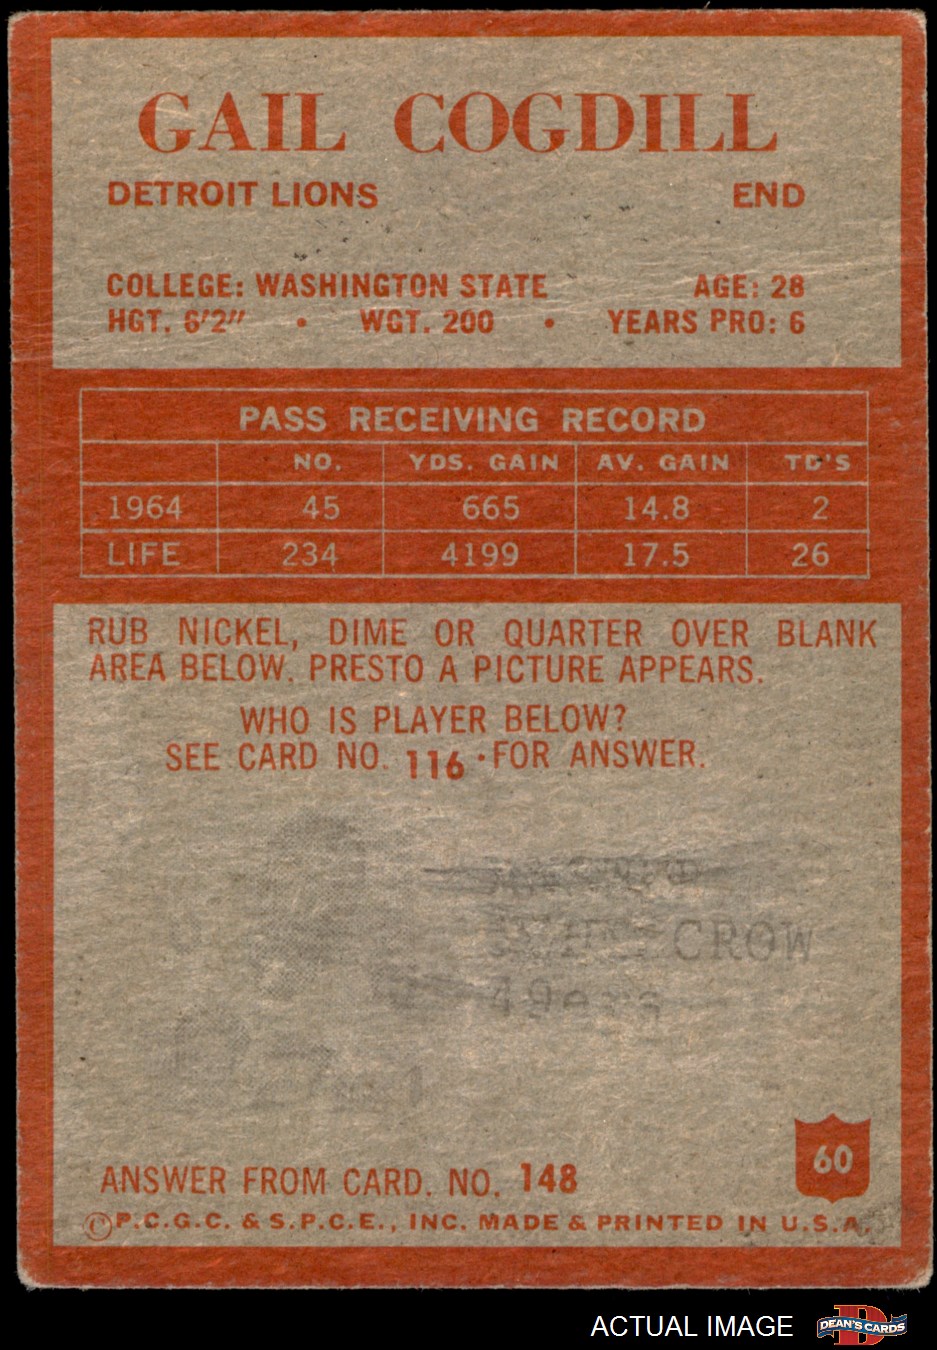 GAIL COGDILL
DETROIT LIONS END
COLLEGE: WASHINGTON STATE AGE: 28
HGT. 6'2" • WGT. 200 • YEARS PRO: 6
PASS RECEIVING RECORD
NO. YDS. GAIN AV. GAIN TD'S
1964 45 665 14.8 2
LIFE 234 4199 17.5 26
RUB NICKEL, DIME OR QUARTER OVER BLANK
AREA BELOW. PRESTO A PICTURE APPEARS.
WHO IS PLAYER BELOW?
SEE CARD NO. 116 • FOR ANSWER.
CROW
49ers
60
ANSWER FROM CARD. NO. 148
© P.C.G.C. & S.P.C.E., INC. MADE & PRINTED IN U.S.A.
ACTUAL IMAGE
D
DEAN'S CARDS